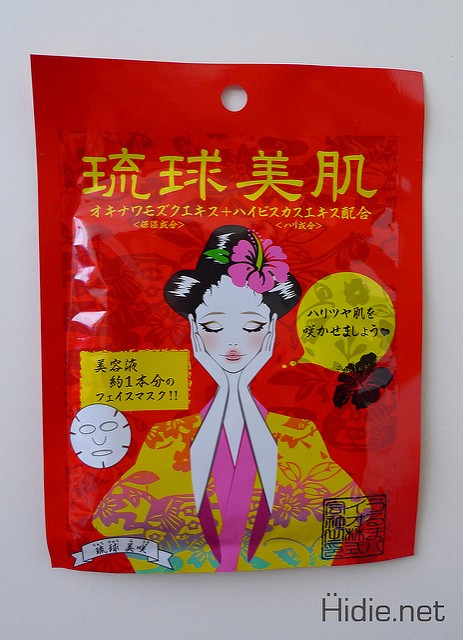 琉球美肌
オキナワモズクエキス+ハイビスカスエキス配合
<保湿成分> <ハリ成分>
ハリツヤ肌を
咲かせましょう♥
美容液
約1本分の
フェイスマスク!!
琉球 美咲
Hidie.net